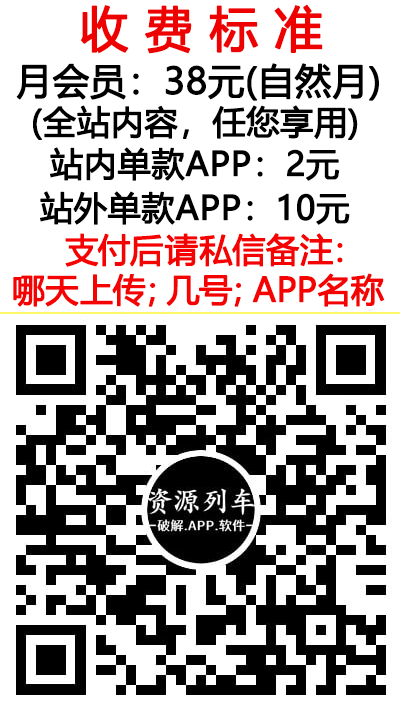 收费标准
月会员：38元(自然月)
(全站内容，任您享用)
站内单款APP：2元
站外单款APP：10元
支付后请私信备注:
哪天上传; 几号; APP名称
资源列车
破解.APP.软件